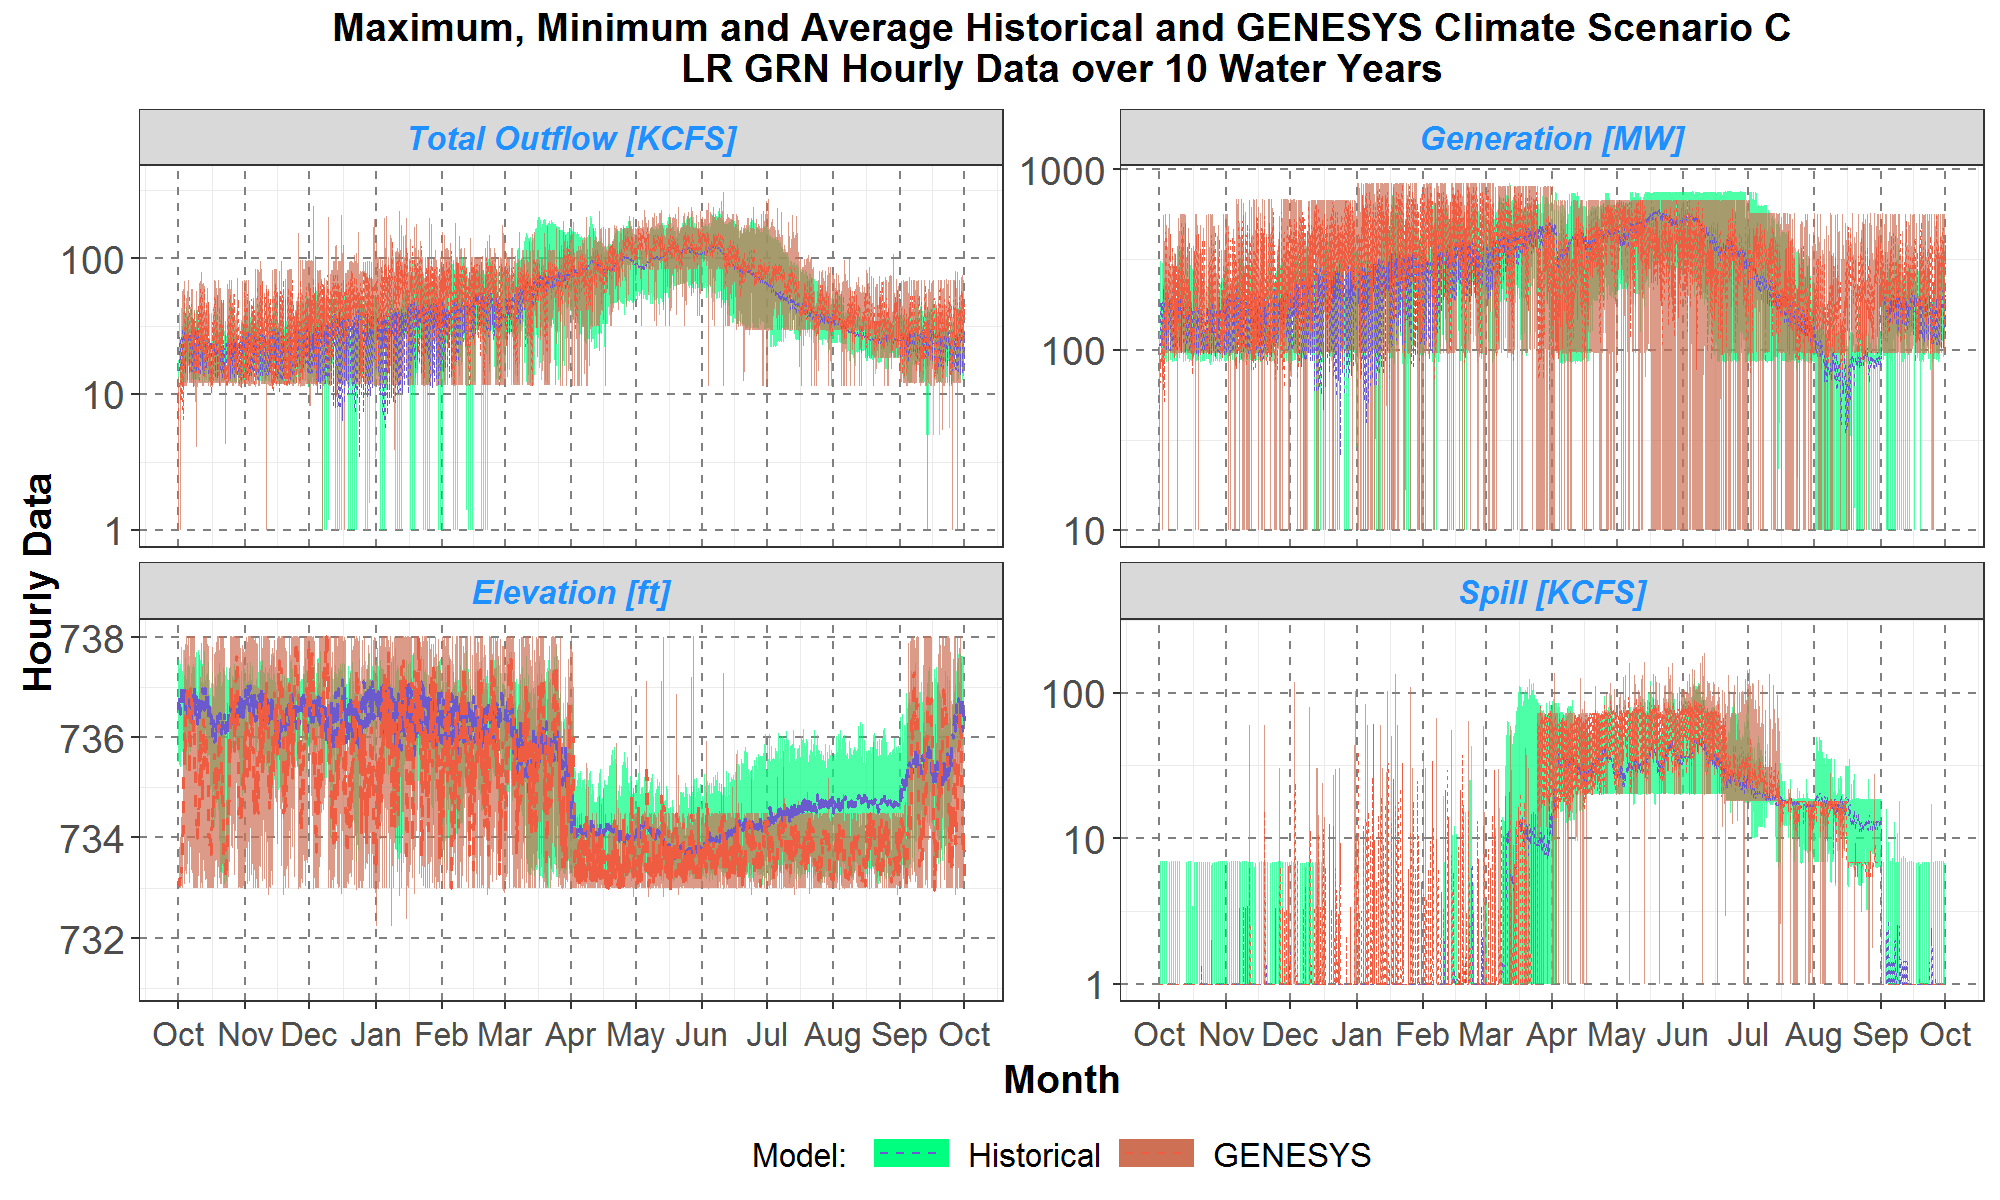 Maximum, Minimum and Average Historical and GENESYS Climate Scenario C
LR GRN Hourly Data over 10 Water Years
Total Outflow [KCFS]
100
10
1
Generation [MW]
1000
100
10
Hourly Data
Elevation [ft]
738
736
734
732
Oct Nov Dec Jan Feb Mar Apr May Jun Jul Aug Sep Oct
Spill [KCFS]
100
10
1
Oct Nov Dec Jan Feb Mar Apr May Jun Jul Aug Sep Oct
Month
Model: Historical GENESYS